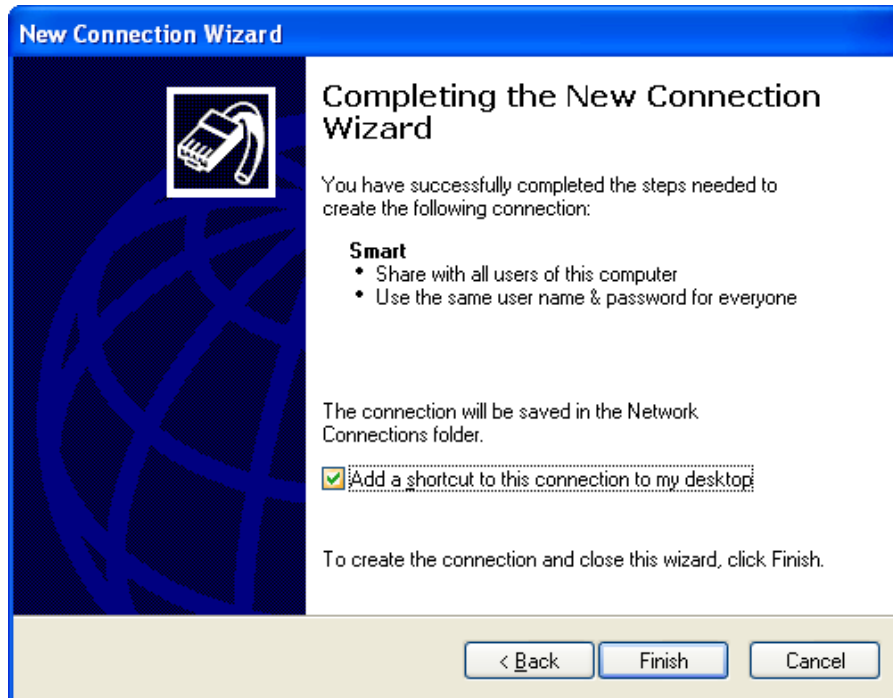 New Connection Wizard
Completing the New Connection
Wizard
You have successfully completed the steps needed to
create the following connection:
Smart
• Share with all users of this computer
• Use the same user name & password for everyone
The connection will be saved in the Network
Connections folder.
Add a shortcut to this connection to my desktop
To create the connection and close this wizard, click Finish.
< Back Finish Cancel